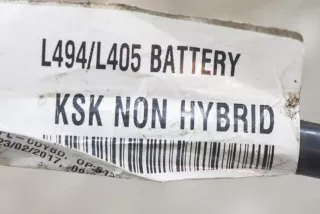 L494/L405 BATTERY
KSK NON HYBRID
23/02/2017,